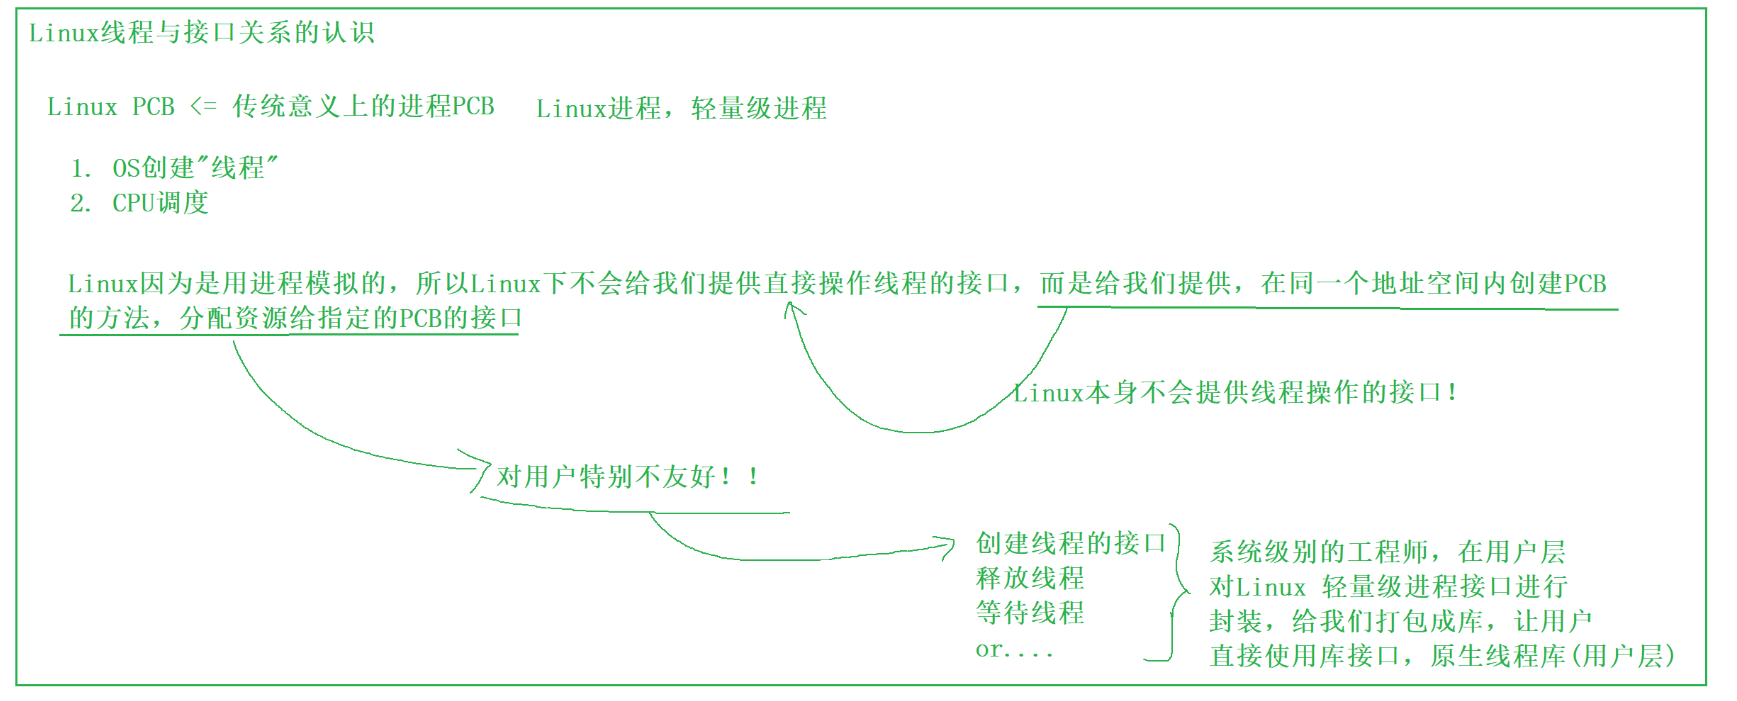 Linux线程与接口关系的认识
Linux PCB <= 传统意义上的进程PCB Linux进程，轻量级进程
1. OS创建"线程"
2. CPU调度
Linux因为是用进程模拟的，所以Linux下不会给我们提供直接操作线程的接口，而是给我们提供，在同一个地址空间内创建PCB
的方法，分配资源给指定的PCB的接口
Linux本身不会提供线程操作的接口！
对用户特别不友好！！
创建线程的接口
释放线程
等待线程
or....
系统级别的工程师，在用户层
对Linux 轻量级进程接口进行
封装，给我们打包成库，让用户
直接使用库接口，原生线程库(用户层)